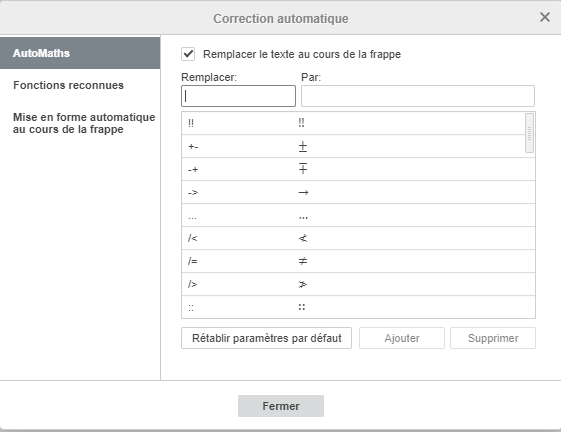 Correction automatique
AutoMaths
Fonctions reconnues
Mise en forme automatique
au cours de la frappe
Remplacer le texte au cours de la frappe
Remplacer: Par:
!! ‼
+- ±
-+ ∓
-> →
... …
/< ≮
/= ≠
/> ≯
:: ∷
Rétablir paramètres par défaut Ajouter Supprimer
Fermer